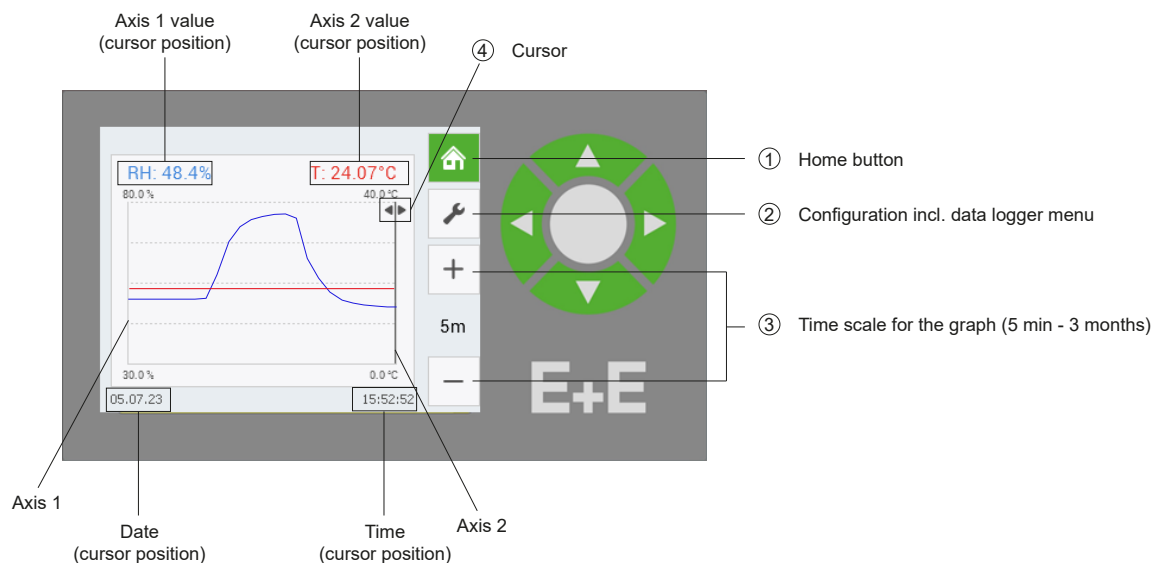 Axis 1 value
(cursor position)
Axis 2 value
(cursor position)
4 Cursor
RH: 48.4%
T: 24.07°C
80.0 %
40.0 °C
1 Home button
2 Configuration incl. data logger menu
5m
3 Time scale for the graph (5 min - 3 months)
30.0 %
0.0 °C
05.07.23
15:52:52
E+E
Axis 1
Axis 2
Date
(cursor position)
Time
(cursor position)